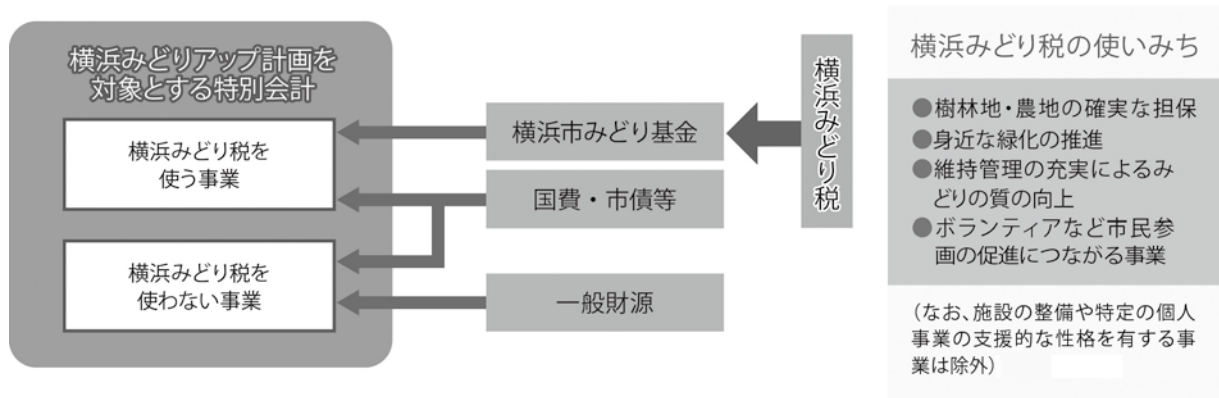 横浜みどりアップ計画を
対象とする特別会計
横浜みどり税を
使う事業
横浜みどり税を
使わない事業
横浜市みどり基金
国費・市債等
一般財源
横浜みどり税
横浜みどり税の使いみち
●樹林地・農地の確実な担保
●身近な緑化の推進
●維持管理の充実によるみ
どりの質の向上
●ボランティアなど市民参
画の促進につながる事業
（なお、施設の整備や特定の個人
事業の支援的な性格を有する事
業は除外）